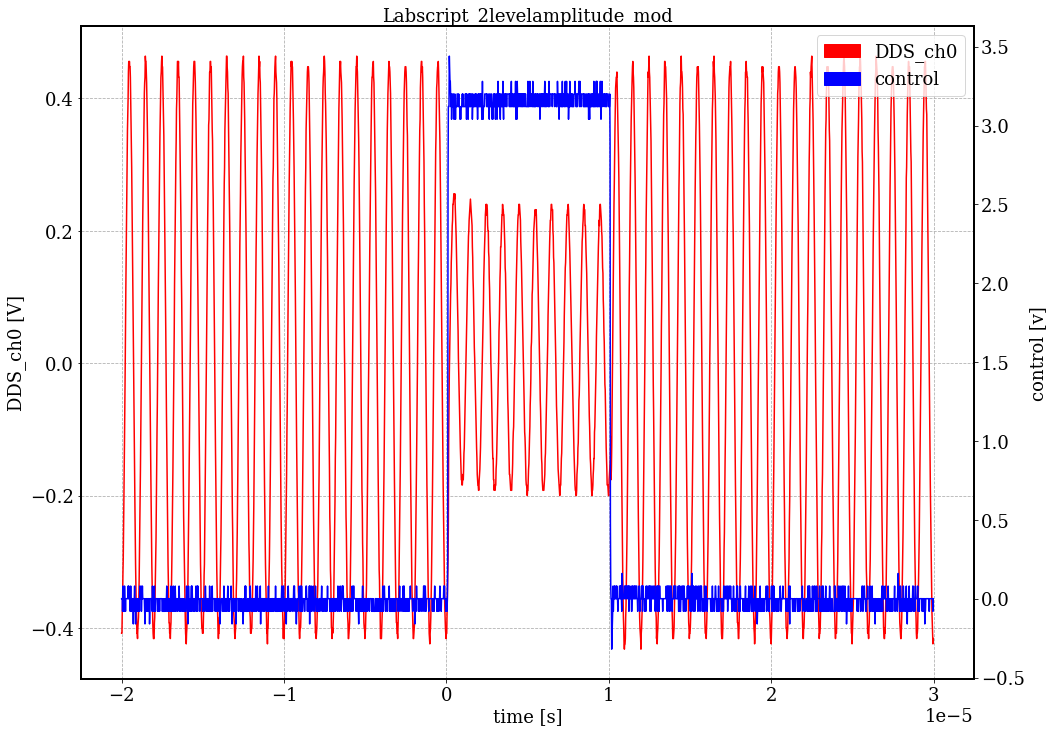 Labscript_2levelamplitude_mod
DDS_ch0
control
DDS_ch0 [V]
0.4
0.2
0.0
−0.2
−0.4
3.5
3.0
2.5
2.0
1.5
1.0
0.5
0.0
−0.5
control [v]
−2
−1
0
1
2
3
1e−5
time [s]